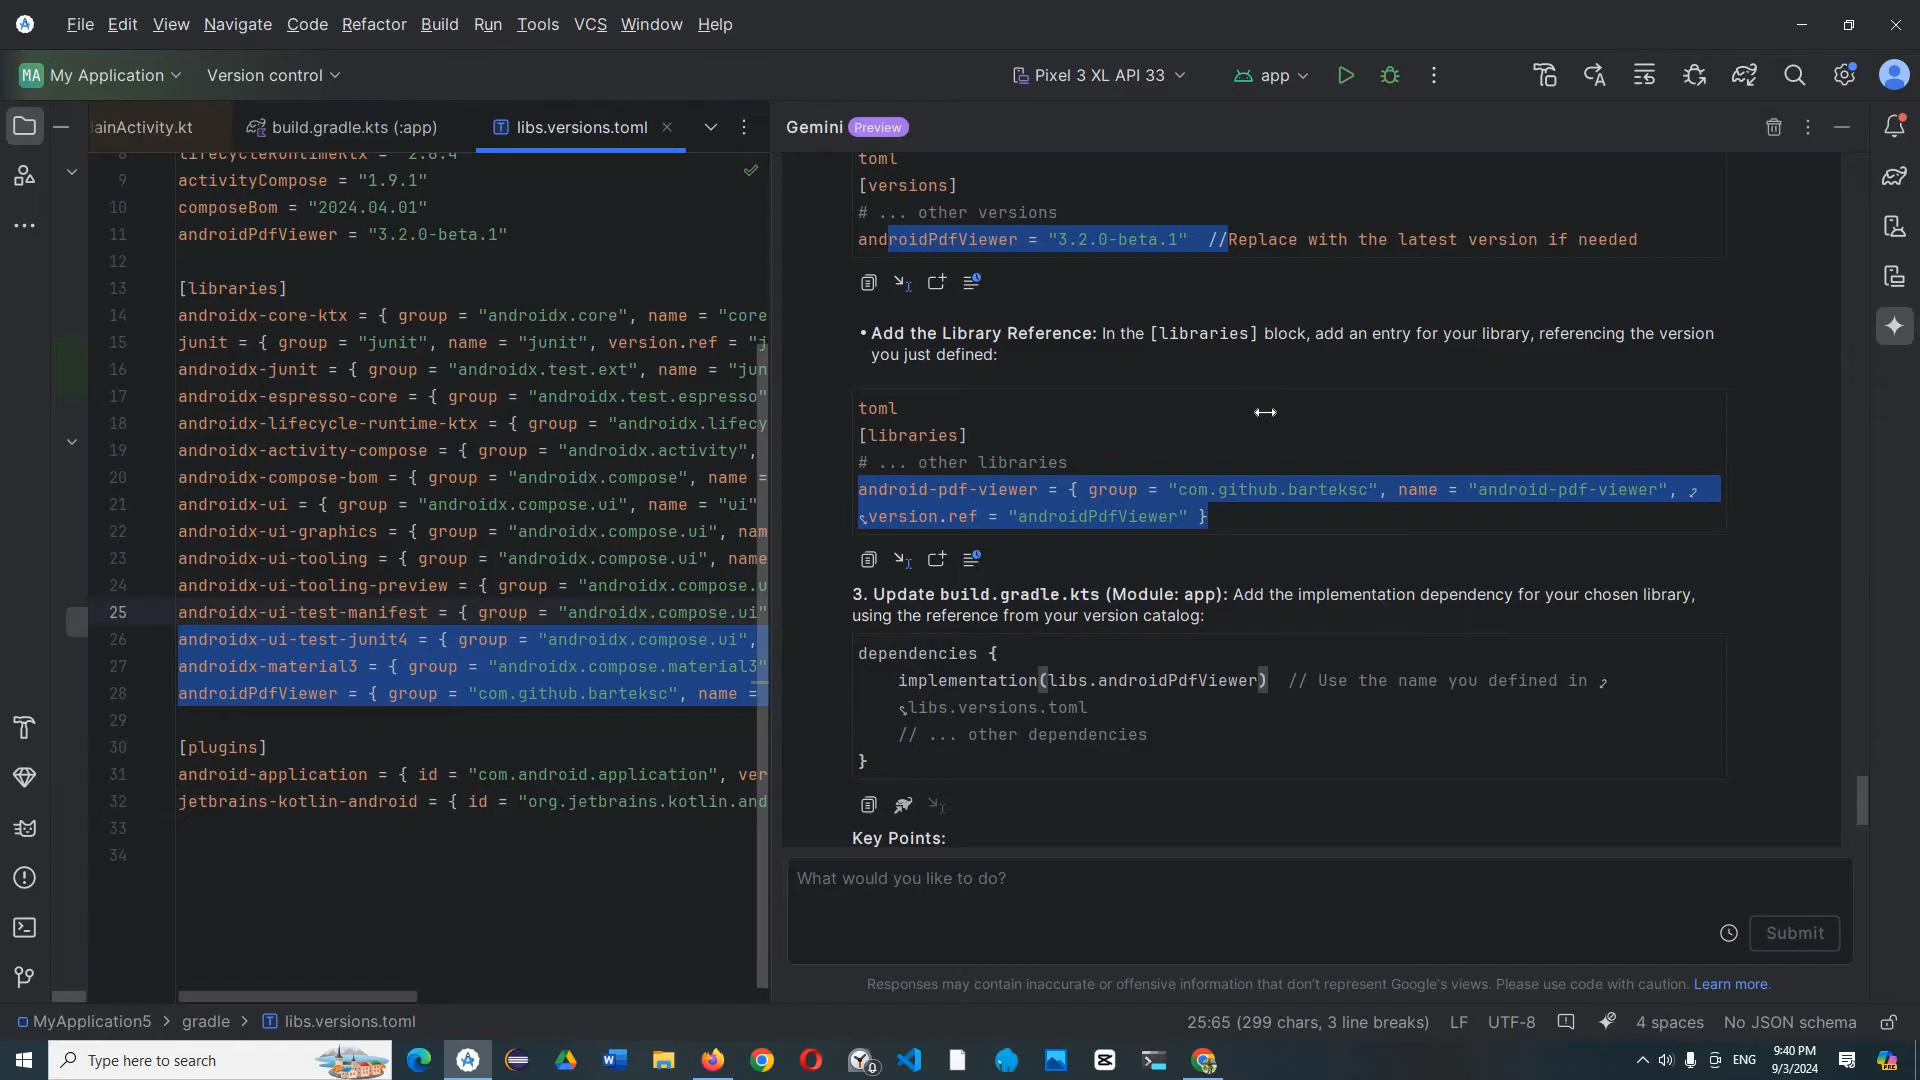 File Edit View Navigate Code Refactor Build Run Tools VCS Window Help
MA My Application Version control Pixel 3 XL API 33 app
ainActivity.kt build.gradle.kts (:app) libs.versions.toml
Gemini Preview
lifecycleRuntimeKtx = "2.8.4"
9 activityCompose = "1.9.1"
10 composeBom = "2024.04.01"
11 androidPdfViewer = "3.2.0-beta.1"
12
13 [libraries]
14 androidx-core-ktx = { group = "androidx.core", name = "core
15 junit = { group = "junit", name = "junit", version.ref = "j
16 androidx-junit = { group = "androidx.test.ext", name = "jun
17 androidx-espresso-core = { group = "androidx.test.espresso"
18 androidx-lifecycle-runtime-ktx = { group = "androidx.lifecy
19 androidx-activity-compose = { group = "androidx.activity",
20 androidx-compose-bom = { group = "androidx.compose", name =
21 androidx-ui = { group = "androidx.compose.ui", name = "ui"
22 androidx-ui-graphics = { group = "androidx.compose.ui", nam
23 androidx-ui-tooling = { group = "androidx.compose.ui", name
24 androidx-ui-tooling-preview = { group = "androidx.compose.u
25 androidx-ui-test-manifest = { group = "androidx.compose.ui"
26 androidx-ui-test-junit4 = { group = "androidx.compose.ui",
27 androidx-material3 = { group = "androidx.compose.material3"
28 androidPdfViewer = { group = "com.github.barteksc", name =
29
30 [plugins]
31 android-application = { id = "com.android.application", ver
32 jetbrains-kotlin-android = { id = "org.jetbrains.kotlin.and
33
34
toml
[versions]
# ... other versions
androidPdfViewer = "3.2.0-beta.1" //Replace with the latest version if needed
• Add the Library Reference: In the [libraries] block, add an entry for your library, referencing the version
you just defined:
toml
[libraries]
# ... other libraries
android-pdf-viewer = { group = "com.github.barteksc", name = "android-pdf-viewer",
version.ref = "androidPdfViewer" }
3. Update build.gradle.kts (Module: app): Add the implementation dependency for your chosen library,
using the reference from your version catalog:
dependencies {
implementation(libs.androidPdfViewer) // Use the name you defined in
libs.versions.toml
// ... other dependencies
}
Key Points:
What would you like to do?
Submit
Responses may contain inaccurate or offensive information that don't represent Google's views. Please use code with caution. Learn more.
MyApplication5 > gradle > libs.versions.toml 25:65 (299 chars, 3 line breaks) LF UTF-8 4 spaces No JSON schema
Type here to search ENG 9:40 PM
9/3/2024